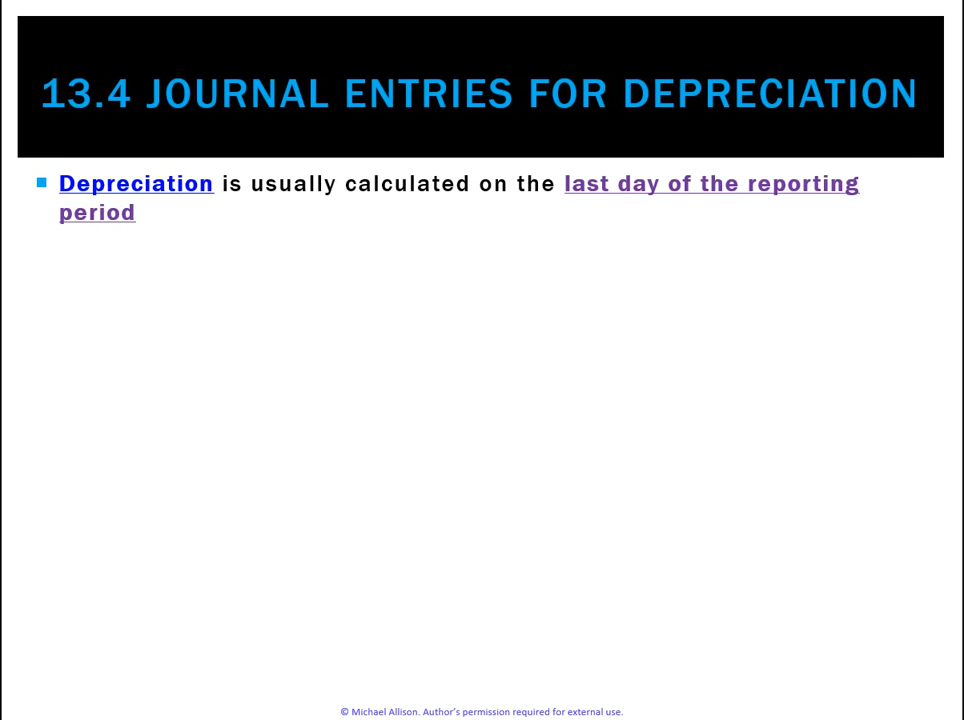 13.4 JOURNAL ENTRIES FOR DEPRECIATION
Depreciation is usually calculated on the last day of the reporting
period
© Michael Allison. Author's permission required for external use.